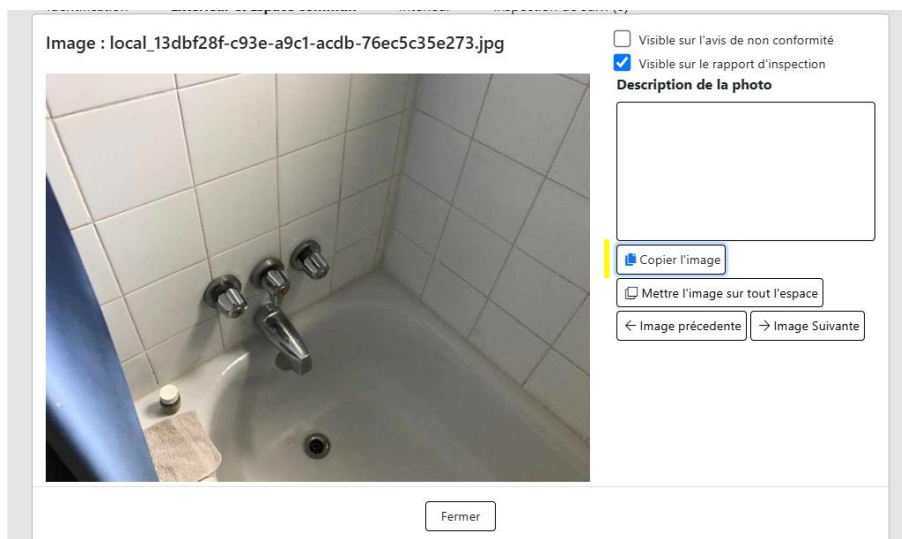 Image : local_13dbf28f-c93e-a9c1-acdb-76ec5c35e273.jpg
Visible sur l'avis de non conformité
Visible sur le rapport d'inspection
Description de la photo
Copier l'image
Mettre l'image sur tout l'espace
← Image précedente → Image Suivante
Fermer